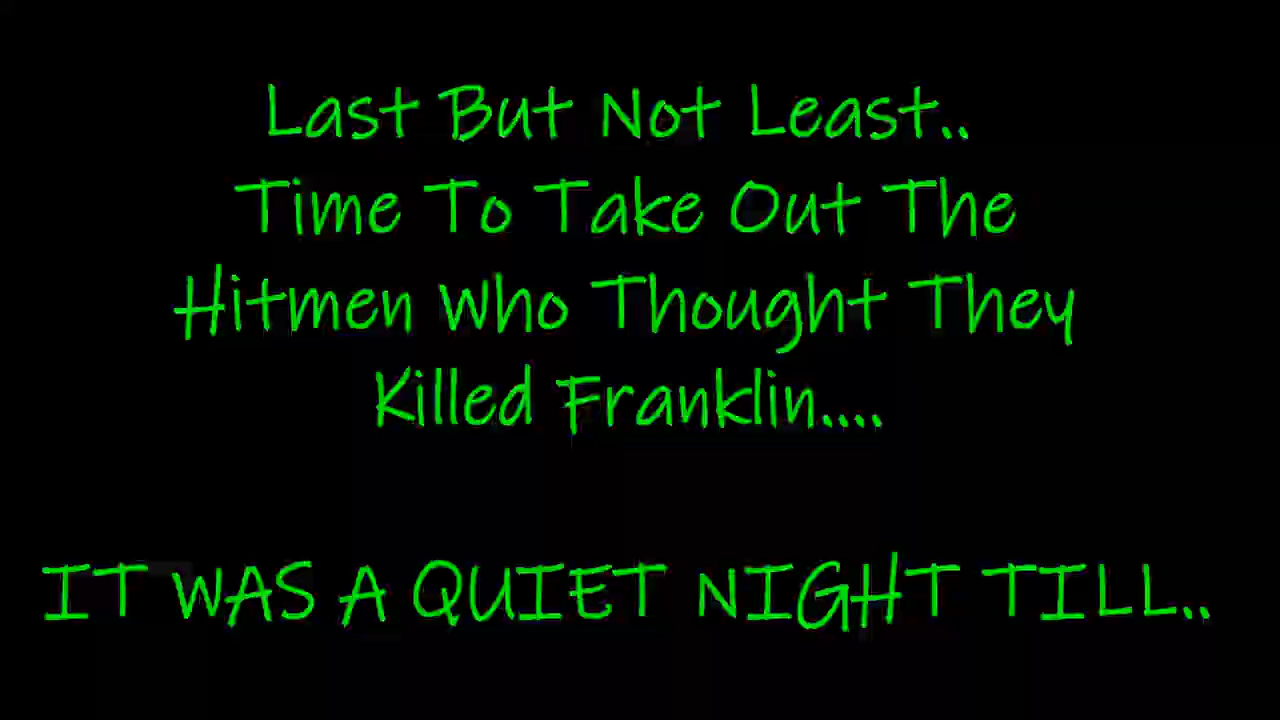 Last But Not Least..
Time To Take Out The
Hitmen Who Thought They
Killed Franklin....
IT WAS A QUIET NIGHT TILL..